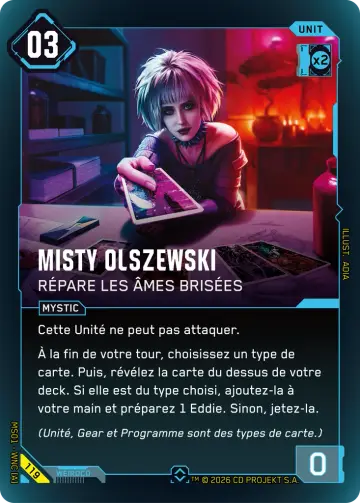 03
UNIT
x2
ILLUST. ADIA
MISTY OLSZEWSKI
RÉPARE LES ÂMES BRISÉES
MYSTIC
Cette Unité ne peut pas attaquer.
À la fin de votre tour, choisissez un type de
carte. Puis, révélez la carte du dessus de votre
deck. Si elle est du type choisi, ajoutez-la à
votre main et préparez 1 Eddie. Sinon, jetez-la.
(Unité, Gear et Programme sont des types de carte.)
0
119
™ © 2026 CD PROJEKT S.A.